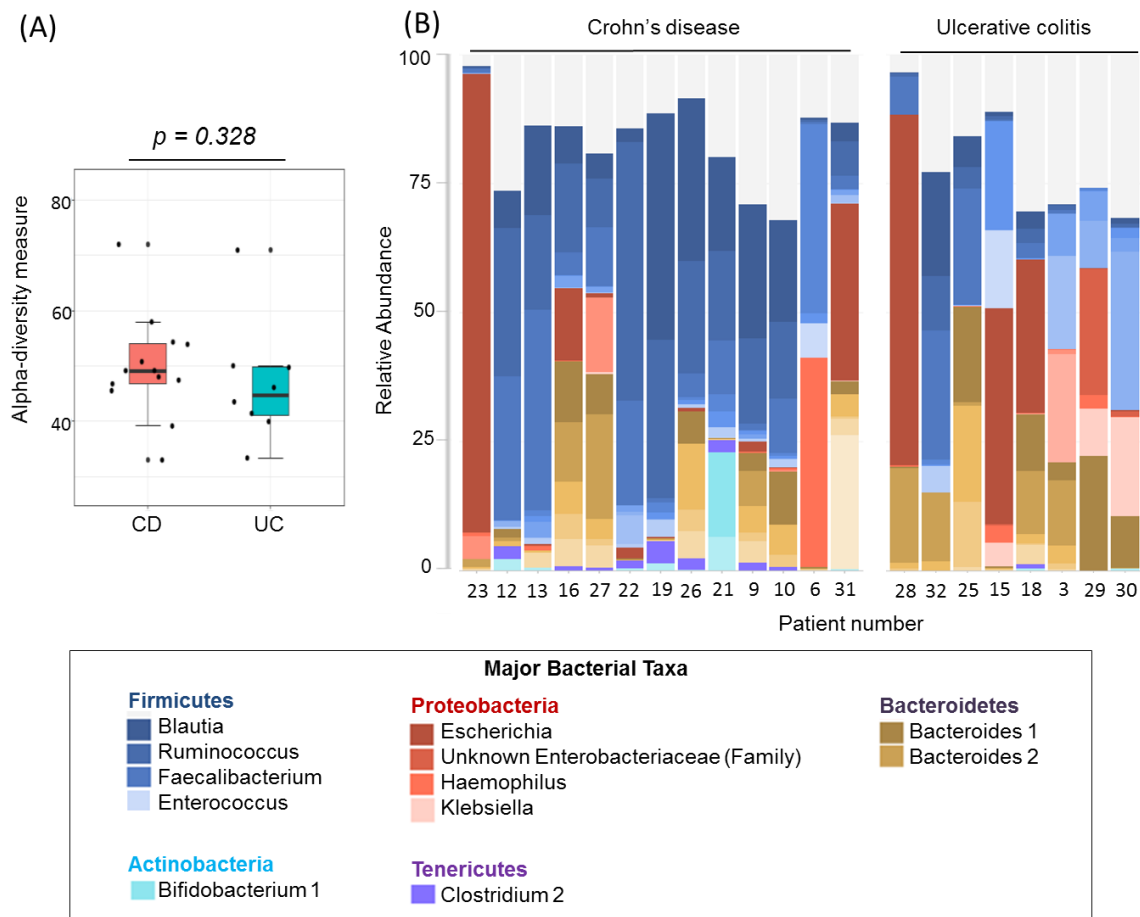 (A)
(B)
Crohn's disease
Ulcerative colitis
p = 0.328
Alpha-diversity measure
80
60
40
CD
UC
Relative Abundance
100
75
50
25
0
23 12 13 16 27 22 19 26 21 9 10 6 31
28 32 25 15 18 3 29 30
Patient number
Major Bacterial Taxa
Firmicutes
Blautia
Ruminococcus
Faecalibacterium
Enterococcus
Proteobacteria
Escherichia
Unknown Enterobacteriaceae (Family)
Haemophilus
Klebsiella
Bacteroidetes
Bacteroides 1
Bacteroides 2
Actinobacteria
Bifidobacterium 1
Tenericutes
Clostridium 2